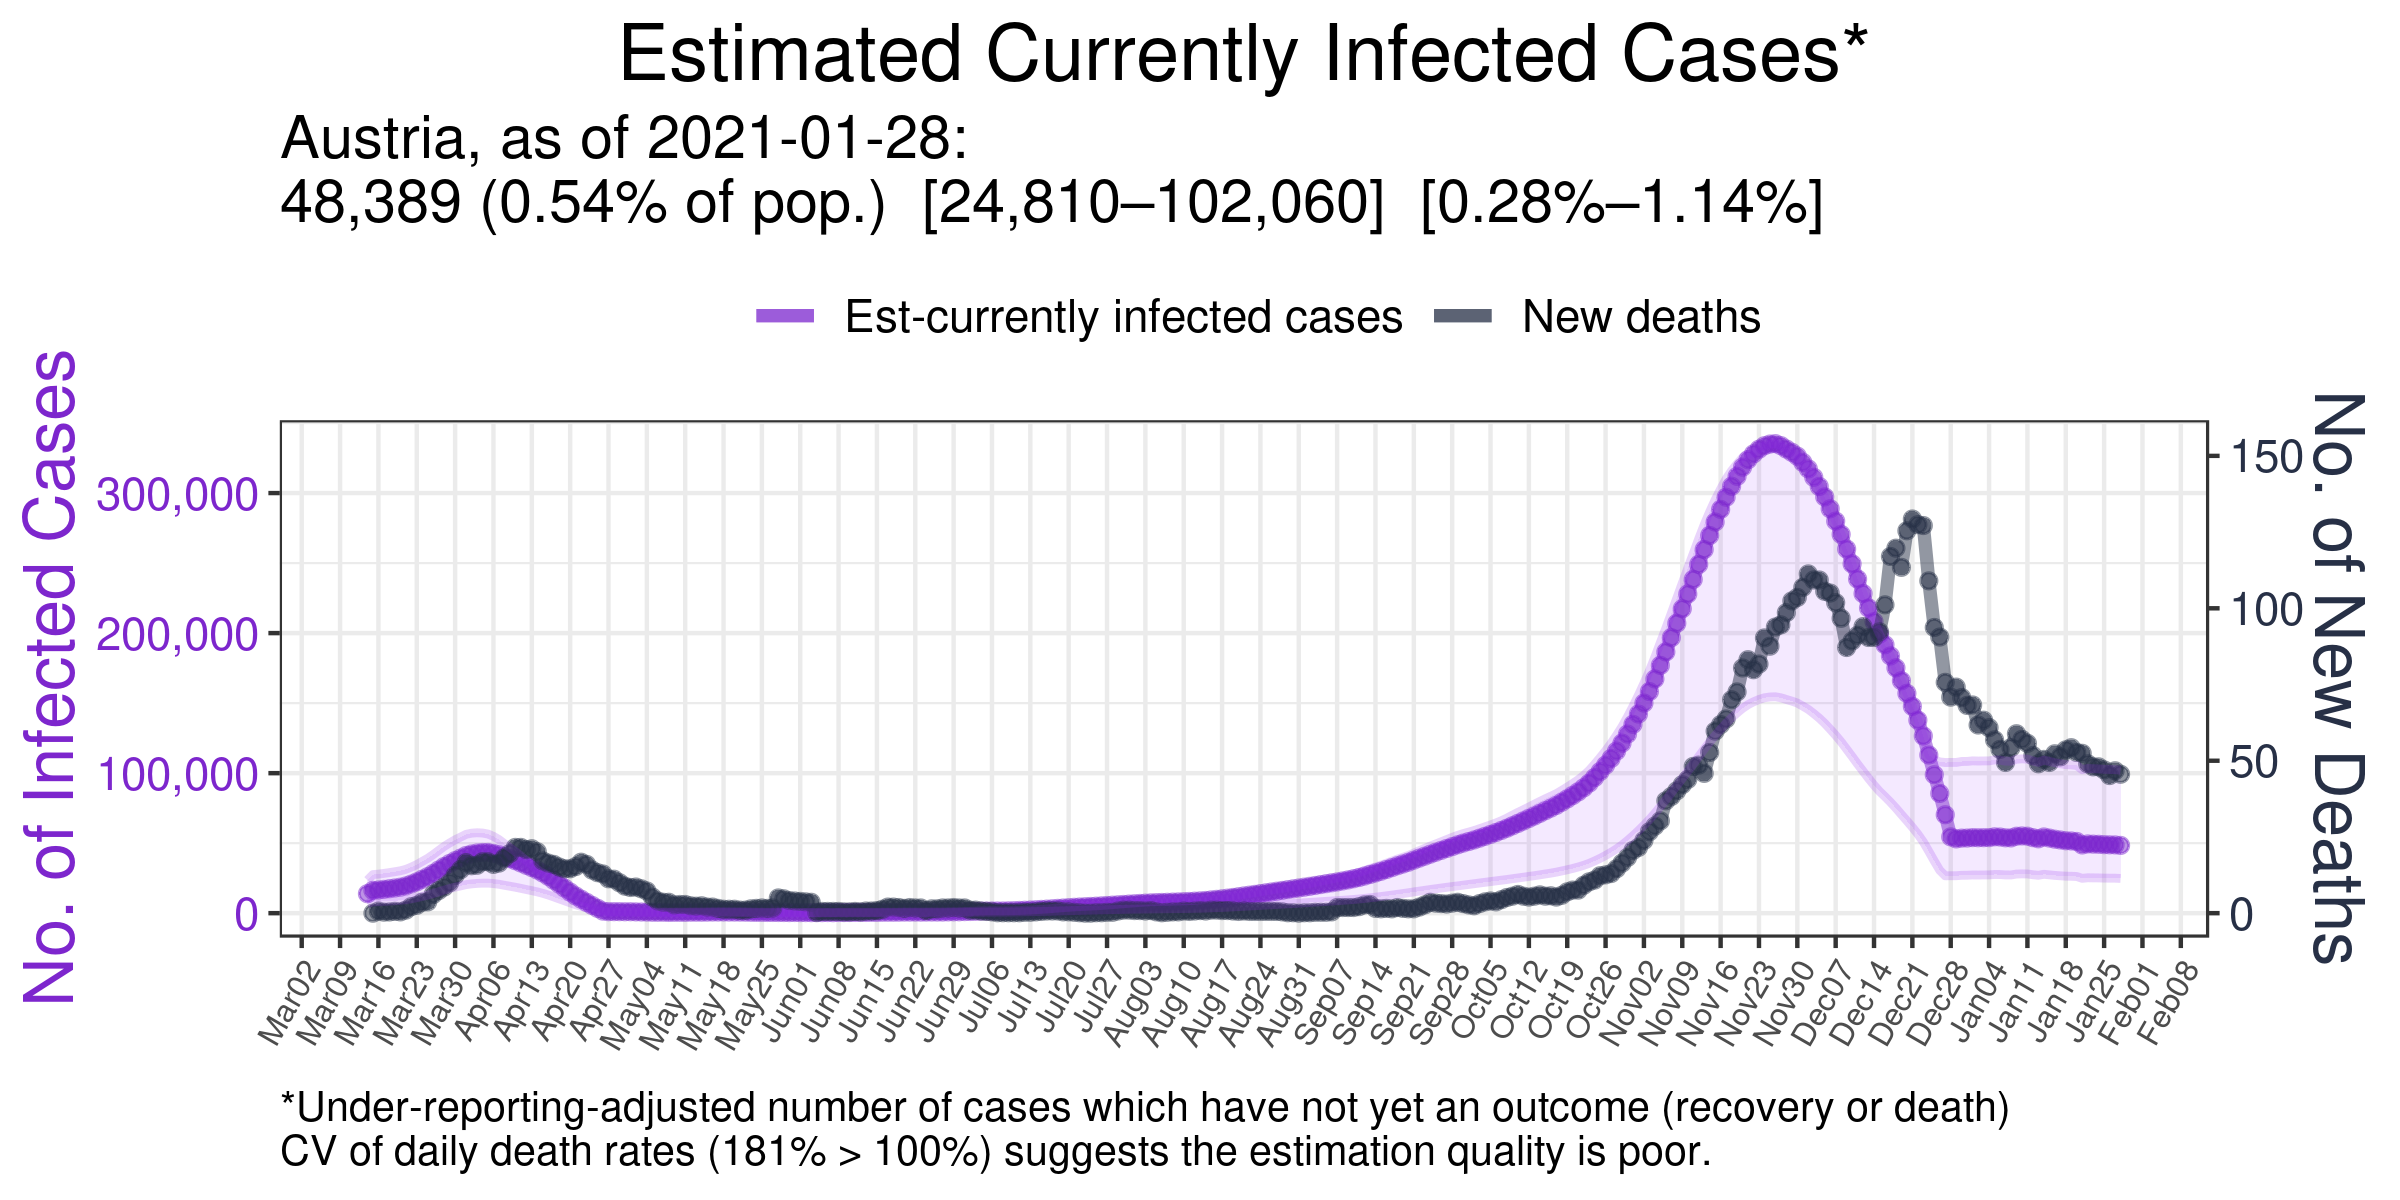 Estimated Currently Infected Cases*
Austria, as of 2021-01-28:
48,389 (0.54% of pop.)  [24,810–102,060]  [0.28%–1.14%]
Est-currently infected cases
New deaths
No. of Infected Cases
300,000
200,000
100,000
0
150
100
50
0
No. of New Deaths
Mar02
Mar09
Mar16
Mar23
Mar30
Apr06
Apr13
Apr20
Apr27
May04
May11
May18
May25
Jun01
Jun08
Jun15
Jun22
Jun29
Jul06
Jul13
Jul20
Jul27
Aug03
Aug10
Aug17
Aug24
Aug31
Sep07
Sep14
Sep21
Sep28
Oct05
Oct12
Oct19
Oct26
Nov02
Nov09
Nov16
Nov23
Nov30
Dec07
Dec14
Dec21
Dec28
Jan04
Jan11
Jan18
Jan25
Feb01
Feb08
*Under-reporting-adjusted number of cases which have not yet an outcome (recovery or death)
CV of daily death rates (181% > 100%) suggests the estimation quality is poor.